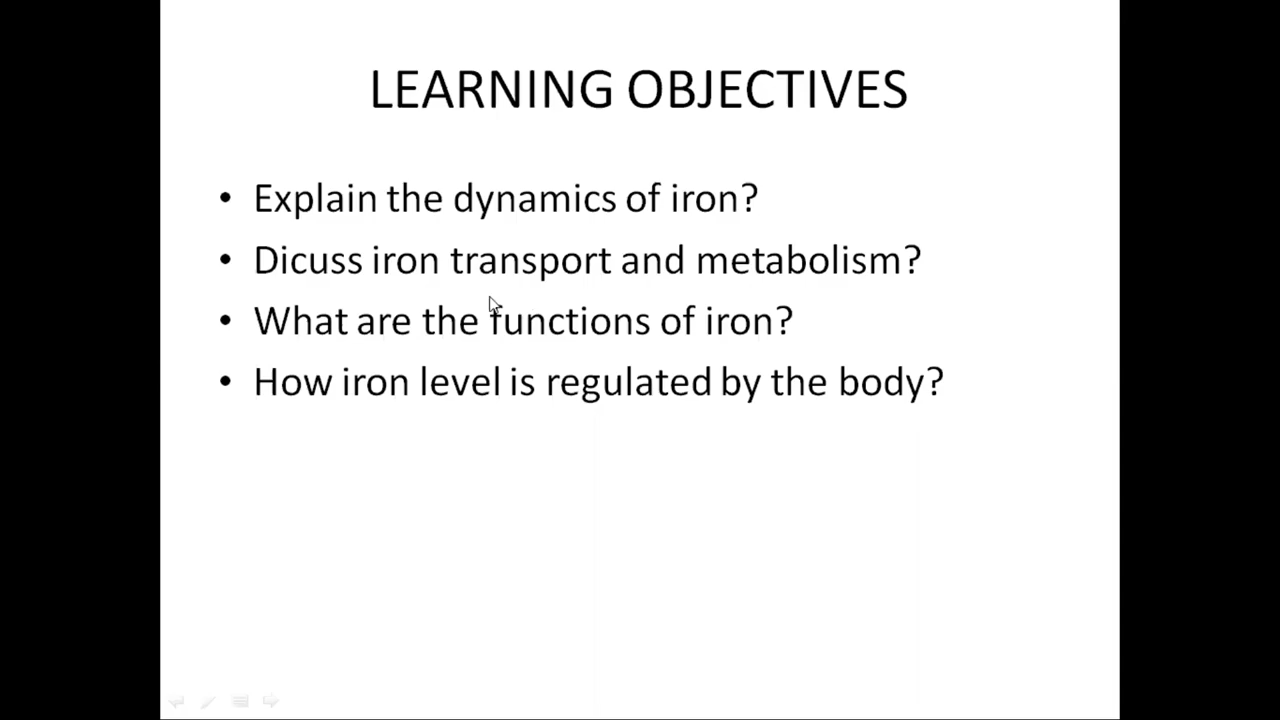 LEARNING OBJECTIVES
• Explain the dynamics of iron?
• Dicuss iron transport and metabolism?
• What are the functions of iron?
• How iron level is regulated by the body?